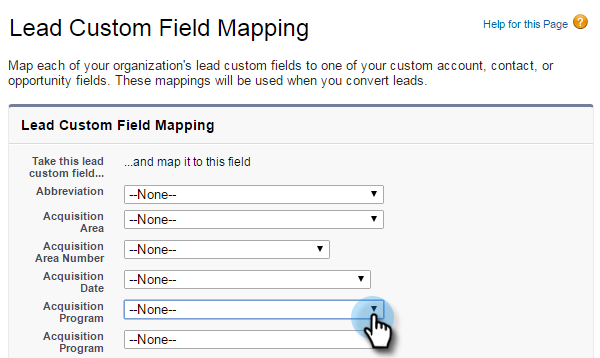 Lead Custom Field Mapping
Help for this Page ?
Map each of your organization's lead custom fields to one of your custom account, contact, or
opportunity fields. These mappings will be used when you convert leads.
Lead Custom Field Mapping
Take this lead
custom field...
...and map it to this field
Abbreviation
--None--
Acquisition
Area
--None--
Acquisition
Area Number
--None--
Acquisition
Date
--None--
Acquisition
Program
--None--
Acquisition
Program
--None--